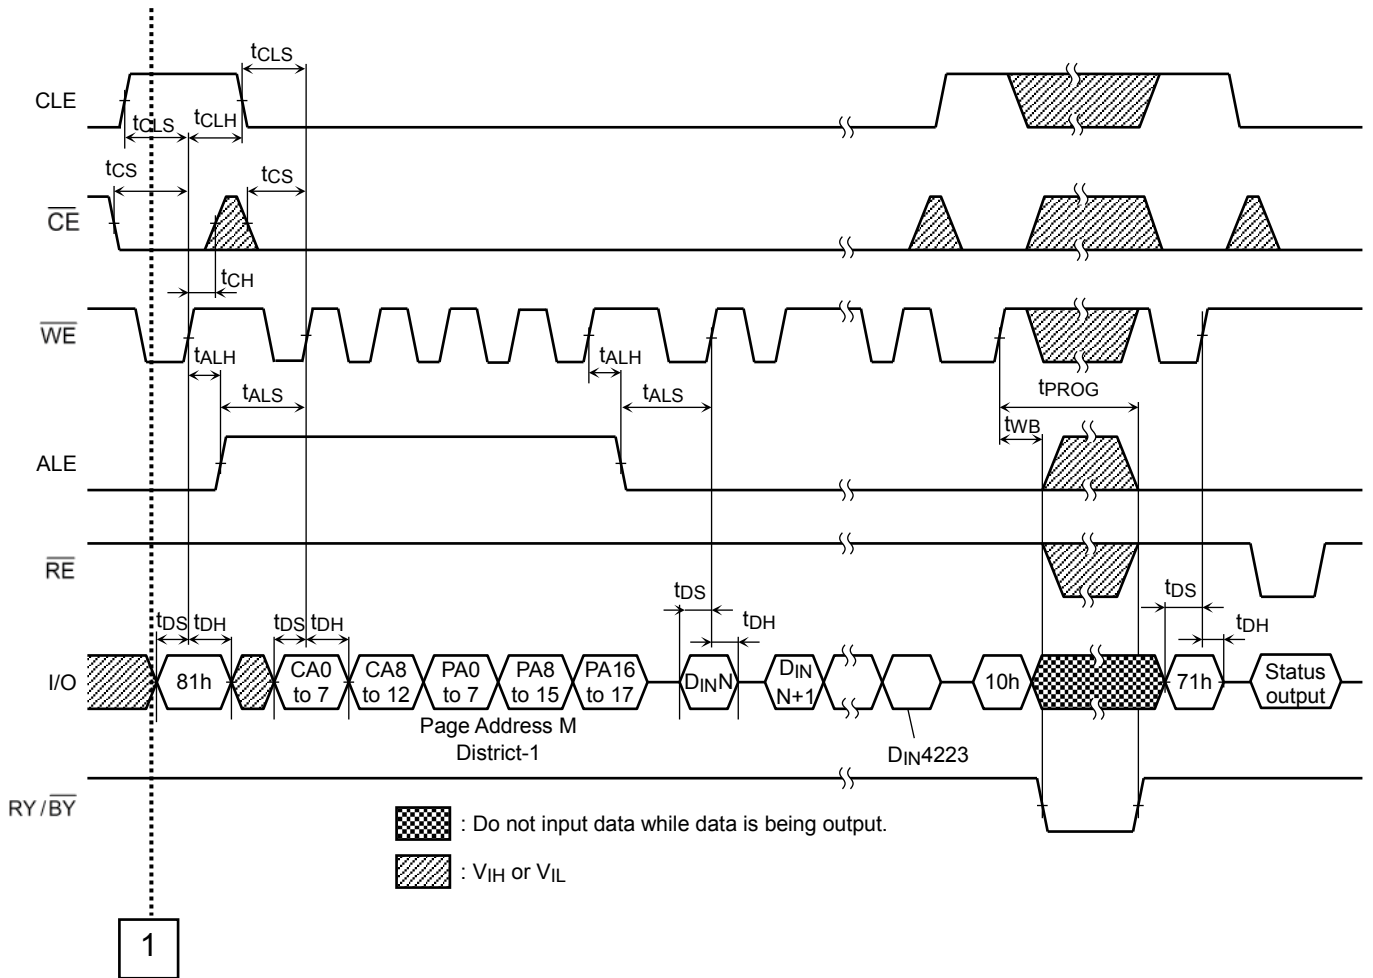 tCLS
CLE
tCLS tCLH
tCS tCS
CE
tCH
WE
tALH tALH
tALS tALS tPROG
tWB
ALE
RE
tDS tDH tDS tDH tDS tDH tDS tDH
I/O 81h CA0 to 7 CA8 to 12 PA0 to 7 PA8 to 15 PA16 to 17 DINN DIN N+1 10h 71h Status output
Page Address M
District-1
DIN4223
RY/BY
: Do not input data while data is being output.
: VIH or VIL
1